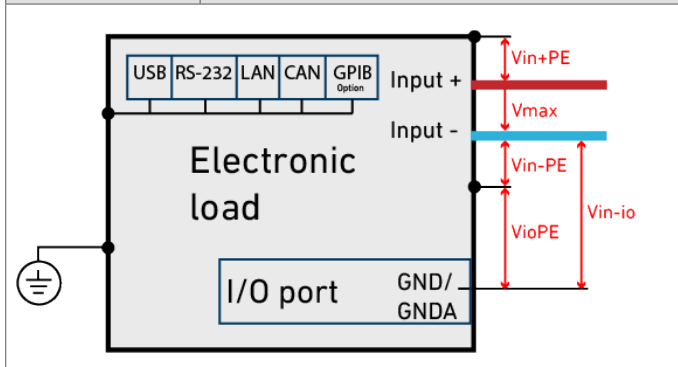 Vin+PE
USB RS-232 LAN CAN GPIB
Option
Input +
Vmax
Input -
Electronic
load
Vin-PE
Vin-io
VioPE
I/O port
GND/
GNDA